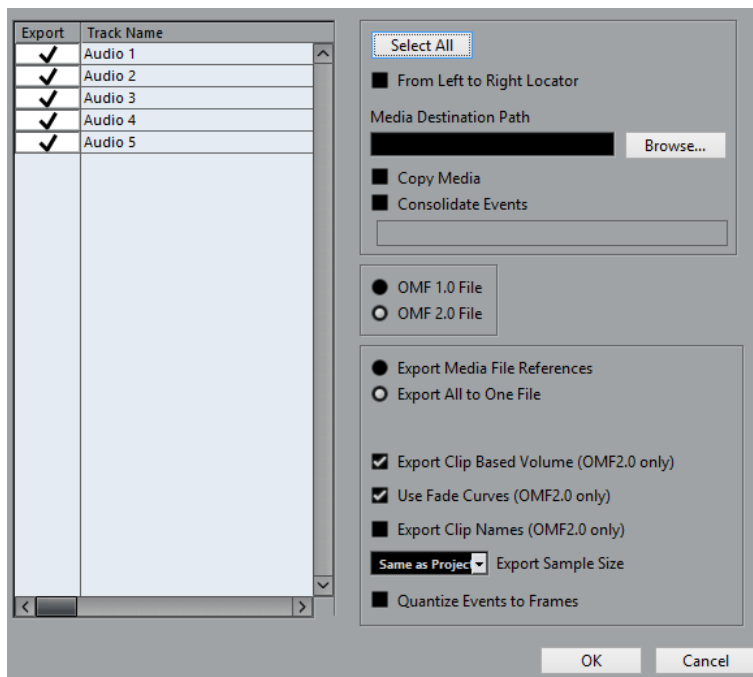 Export Track Name
Audio 1
Audio 2
Audio 3
Audio 4
Audio 5
Select All
From Left to Right Locator
Media Destination Path
Browse...
Copy Media
Consolidate Events
OMF 1.0 File
OMF 2.0 File
Export Media File References
Export All to One File
Export Clip Based Volume (OMF2.0 only)
Use Fade Curves (OMF2.0 only)
Export Clip Names (OMF2.0 only)
Same as Projec Export Sample Size
Quantize Events to Frames
OK Cancel